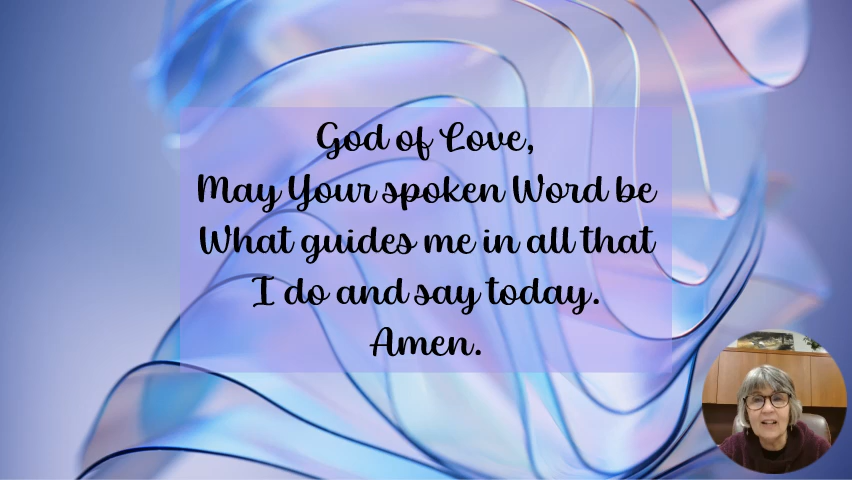 God of Love,
May Your spoken Word be
What guides me in all that
I do and say today.
Amen.